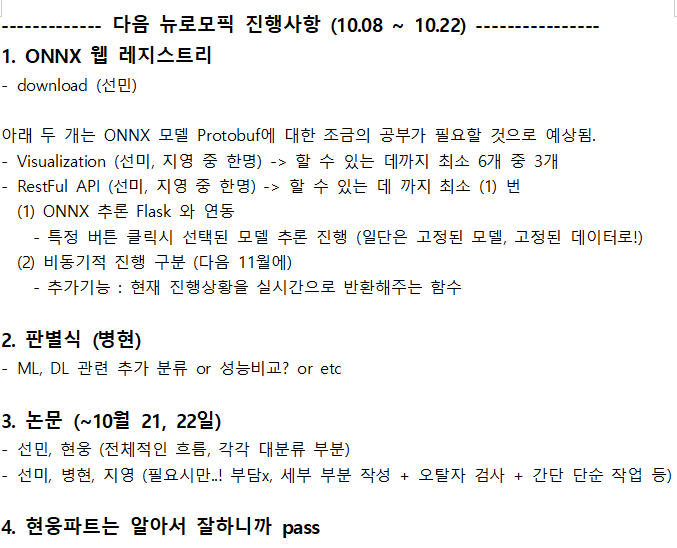 ------------- 다음 뉴로모픽 진행사항 (10.08 ~ 10.22) ----------------
1. ONNX 웹 레지스트리
- download (선민)
아래 두 개는 ONNX 모델 Protobuf에 대한 조금의 공부가 필요할 것으로 예상됨.
- Visualization (선미, 지영 중 한명) -> 할 수 있는 데까지 최소 6개 중 3개
- RestFul API (선미, 지영 중 한명) -> 할 수 있는 데 까지 최소 (1) 번
(1) ONNX 추론 Flask 와 연동
- 특정 버튼 클릭시 선택된 모델 추론 진행 (일단은 고정된 모델, 고정된 데이터로!)
(2) 비동기적 진행 구분 (다음 11월에)
- 추가기능 : 현재 진행상황을 실시간으로 반환해주는 함수
2. 판별식 (병현)
- ML, DL 관련 추가 분류 or 성능비교? or etc
3. 논문 (~10월 21, 22일)
- 선민, 현웅 (전체적인 흐름, 각각 대분류 부분)
- 선미, 병현, 지영 (필요시만..! 부담x, 세부 부분 작성 + 오탈자 검사 + 간단 단순 작업 등)
4. 현웅파트는 알아서 잘하니까 pass